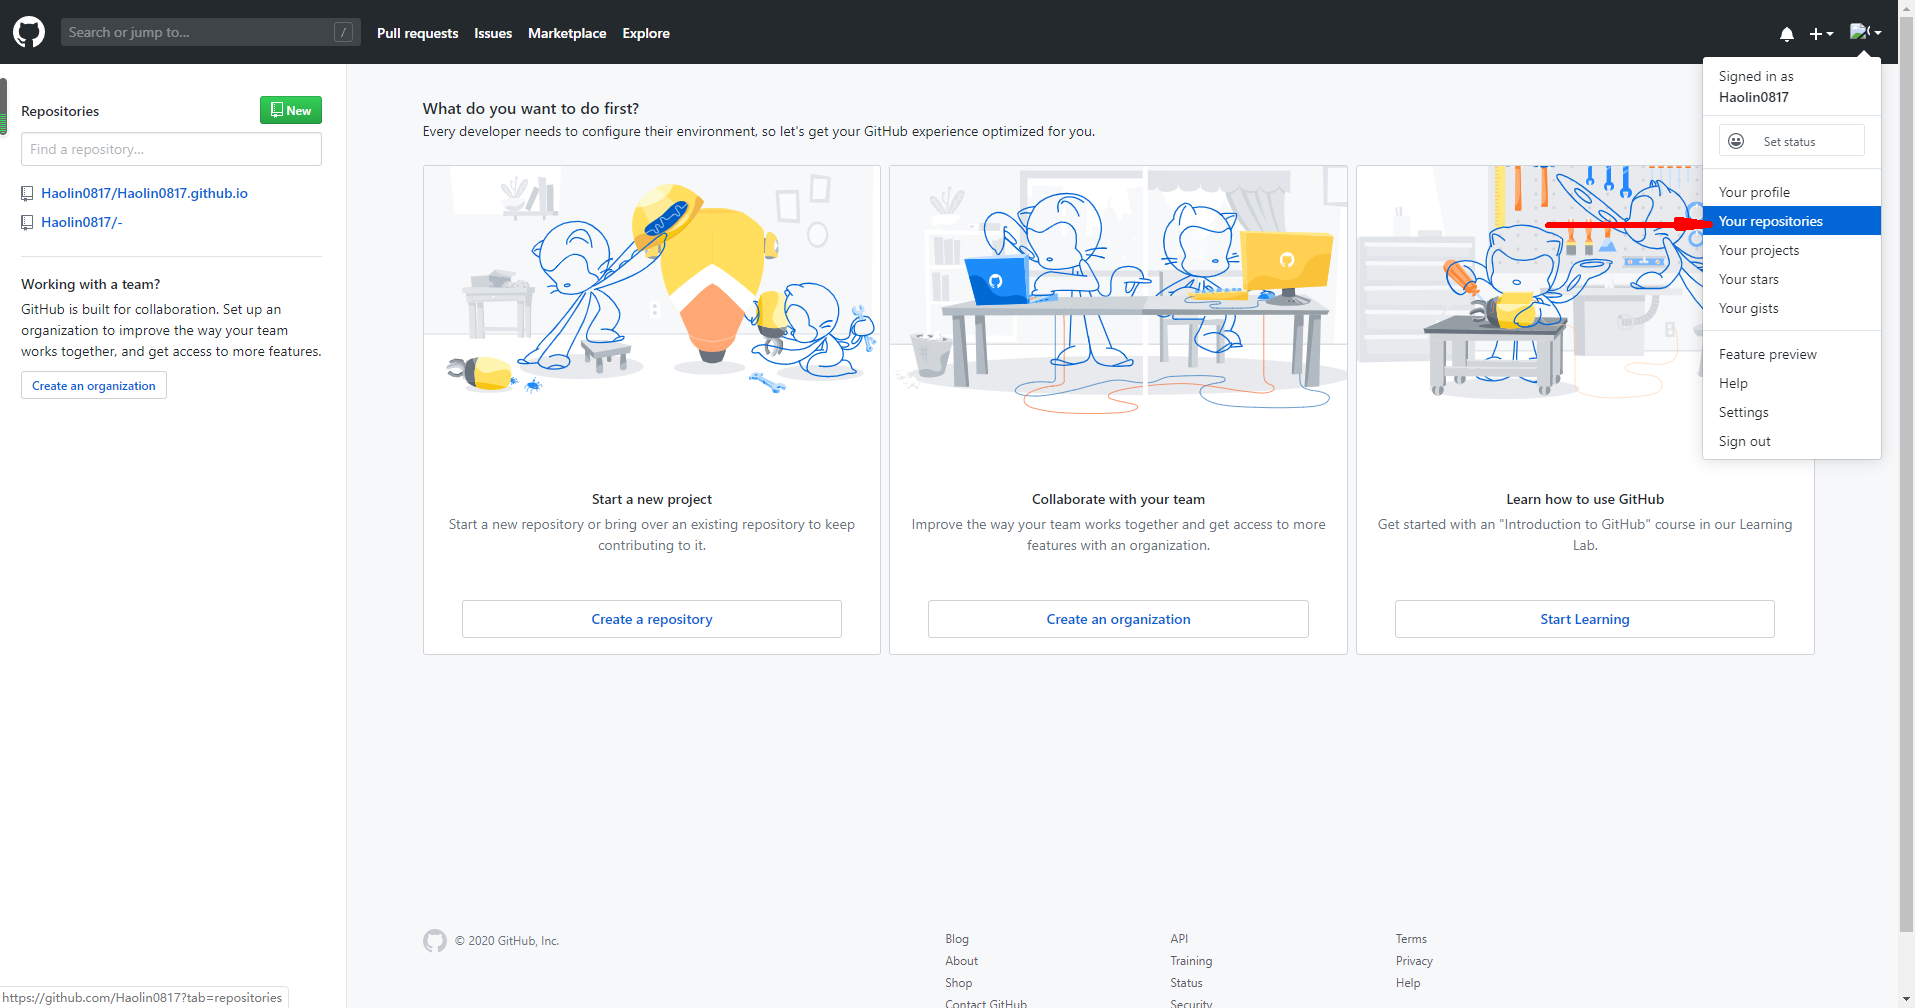 Search or jump to...
/
Pull requests
Issues
Marketplace
Explore
Signed in as
Haolin0817
Set status
Your profile
Your repositories
Your projects
Your stars
Your gists
Feature preview
Help
Settings
Sign out
Repositories
New
Find a repository...
Haolin0817/Haolin0817.github.io
Haolin0817/-
Working with a team?
GitHub is built for collaboration. Set up an
organization to improve the way your team
works together, and get access to more features.
Create an organization
What do you want to do first?
Every developer needs to configure their environment, so let's get your GitHub experience optimized for you.
Start a new project
Start a new repository or bring over an existing repository to keep
contributing to it.
Create a repository
Collaborate with your team
Improve the way your team works together and get access to more
features with an organization.
Create an organization
Learn how to use GitHub
Get started with an "Introduction to GitHub" course in our Learning
Lab.
Start Learning
© 2020 GitHub, Inc.
Blog
About
Shop
Contact GitHub
API
Training
Status
Security
Terms
Privacy
Help
https://github.com/Haolin0817?tab=repositories